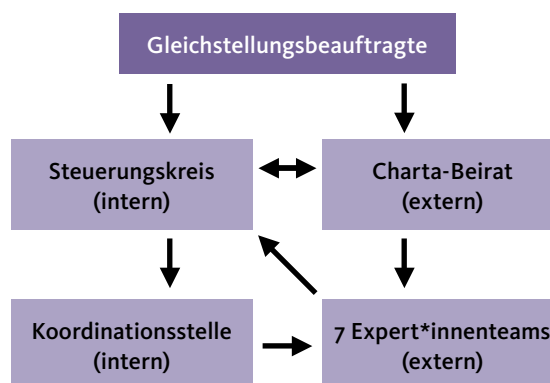 Gleichstellungsbeauftragte
Steuerungskreis
(intern)
Charta-Beirat
(extern)
Koordinationsstelle
(intern)
7 Expert*innenteams
(extern)